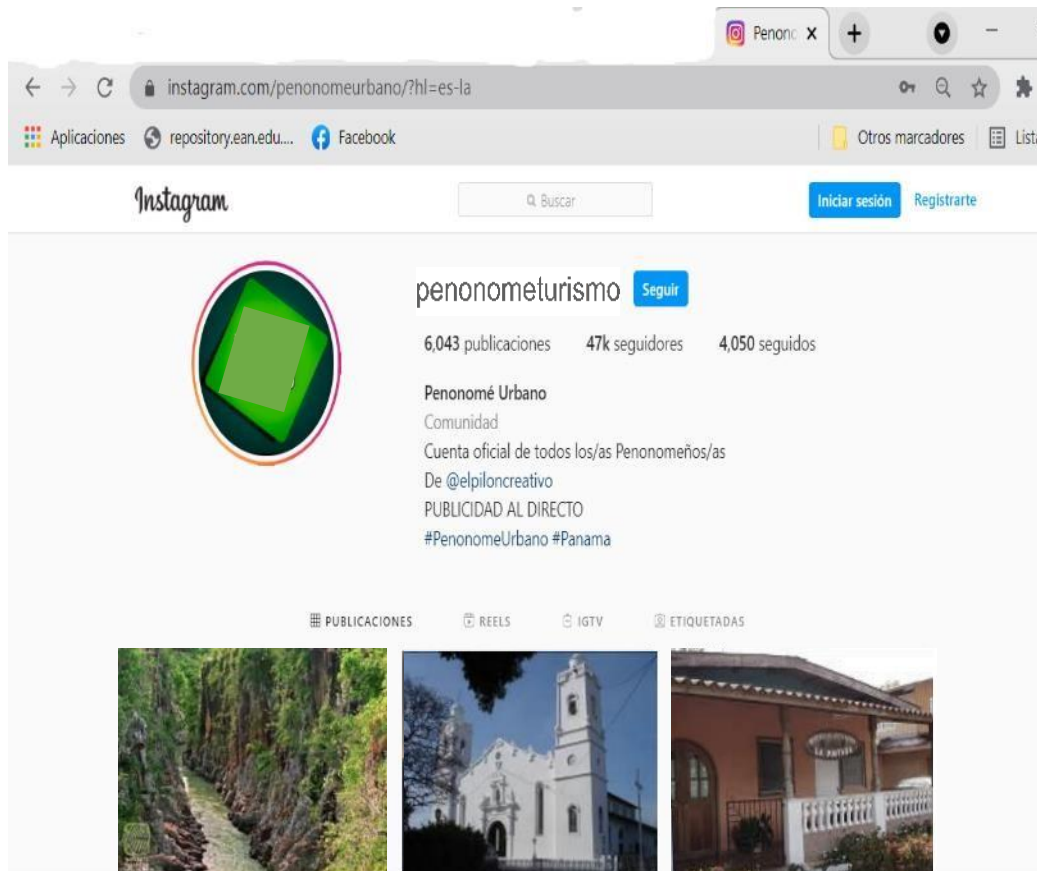 Penono
instagram.com/penonomeurbano/?hl=es-la
Aplicaciones repository.ean.edu.... Facebook Otros marcadores Lista
Instagram Buscar Iniciar sesión Registrarte
penonometurismo Seguir
6,043 publicaciones 47k seguidores 4,050 seguidos
Penonomé Urbano
Comunidad
Cuenta oficial de todos los/as Penonomeños/as
De @elpiloncreativo
PUBLICIDAD AL DIRECTO
#PenonomeUrbano #Panama
PUBLICACIONES REELS IGTV ETIQUETADAS